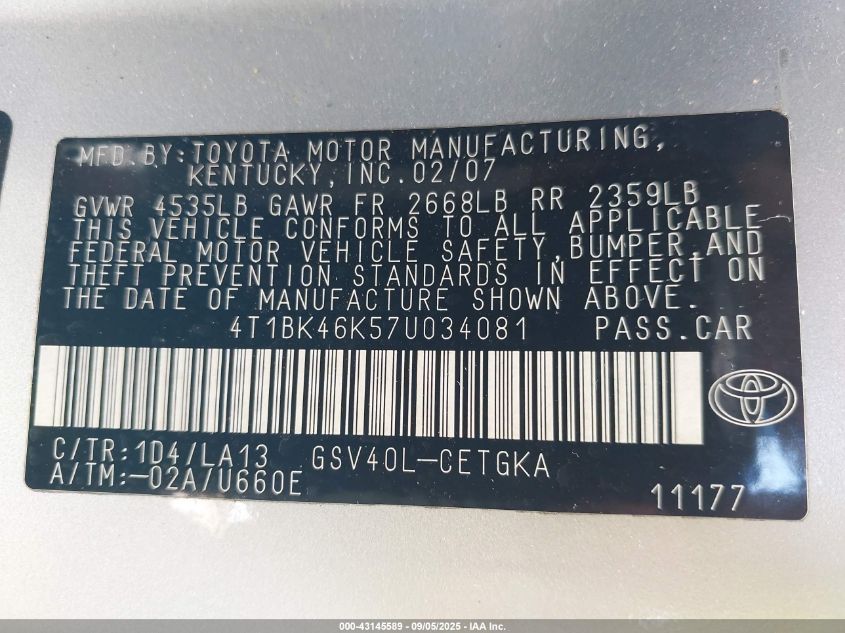 MFD.BY:TOYOTA MOTOR MANUFACTURING,
KENTUCKY,INC.02/07
GVWR 4535LB GAWR FR 2668LB RR 2359LB
THIS VEHICLE CONFORMS TO ALL APPLICABLE
FEDERAL MOTOR VEHICLE SAFETY,BUMPER,AND
THEFT PREVENTION STANDARDS IN EFFECT ON
THE DATE OF MANUFACTURE SHOWN ABOVE.
4T1BK46K57U034081 PASS.CAR
C/TR:1D4/LA13 GSV40L-CETGKA
A/TM:-02A/U660E
11177
000-43145589 - 09/05/2025 - IAA Inc.